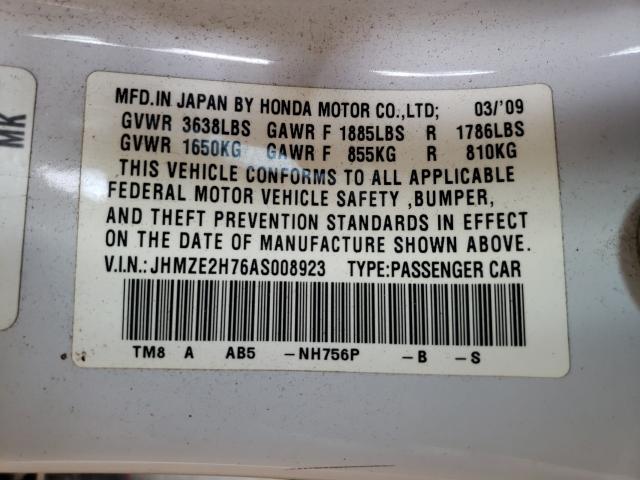 MFD.IN JAPAN BY HONDA MOTOR CO.,LTD; 03/'09
GVWR 3638LBS GAWR F 1885LBS R 1786LBS
GVWR 1650KG GAWR F 855KG R 810KG
THIS VEHICLE CONFORMS TO ALL APPLICABLE
FEDERAL MOTOR VEHICLE SAFETY ,BUMPER,
AND THEFT PREVENTION STANDARDS IN EFFECT
ON THE DATE OF MANUFACTURE SHOWN ABOVE.
V.I.N.: JHMZE2H76AS008923 TYPE:PASSENGER CAR
TM8 A AB5 -NH756P -B -S
MK